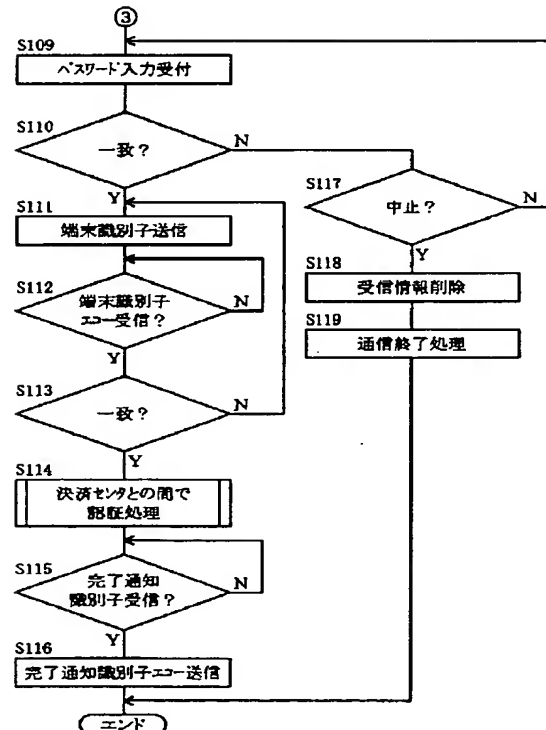 ③
S109
パスワード入力受付
S110
一致?
N
Y
S111
端末識別子送信
S112
端末識別子
エコー受信?
N
Y
S113
一致?
N
Y
S114
決済センタとの間で
認証処理
S115
完了通知
識別子受信?
N
Y
S116
完了通知識別子エコー送信
エンド
S117
中止?
N
Y
S118
受信情報削除
S119
通信終了処理